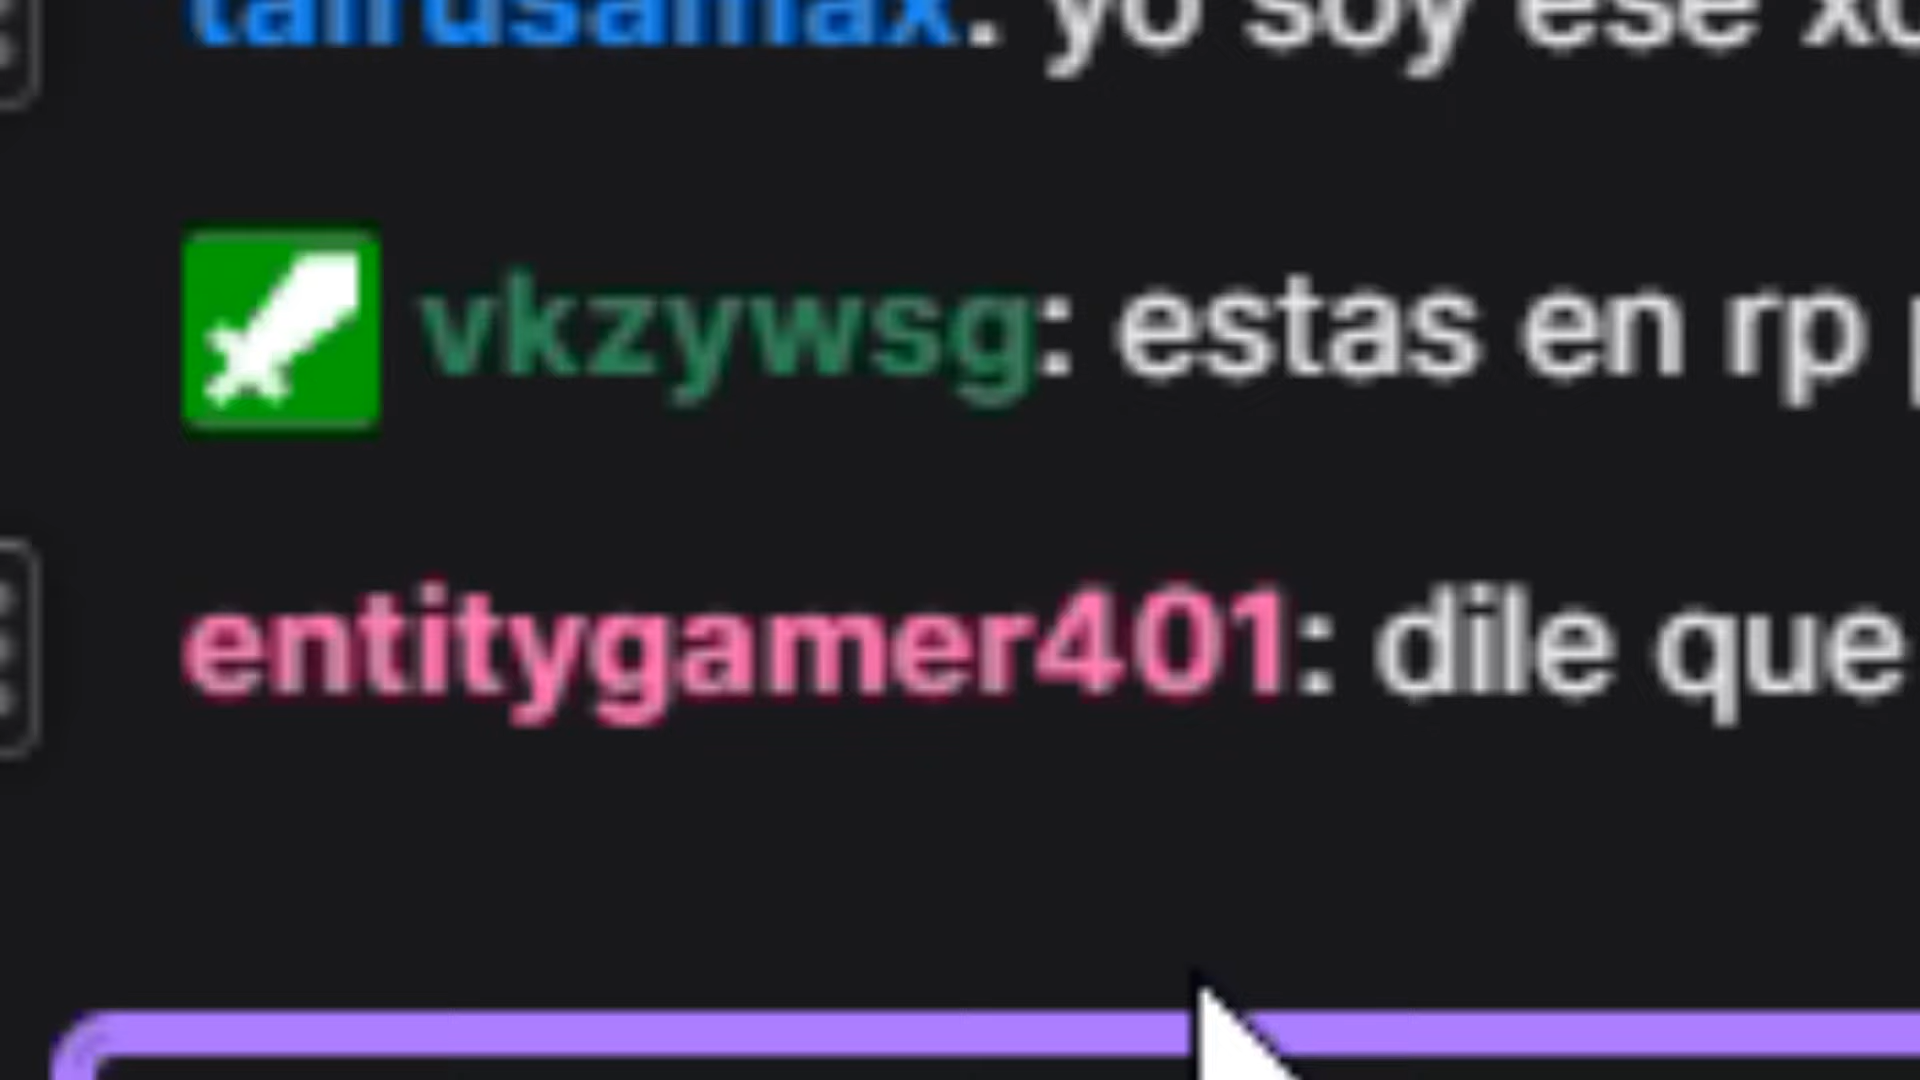 yo soy ese
vkzywsg: estas en rp
entitygamer401: dile que